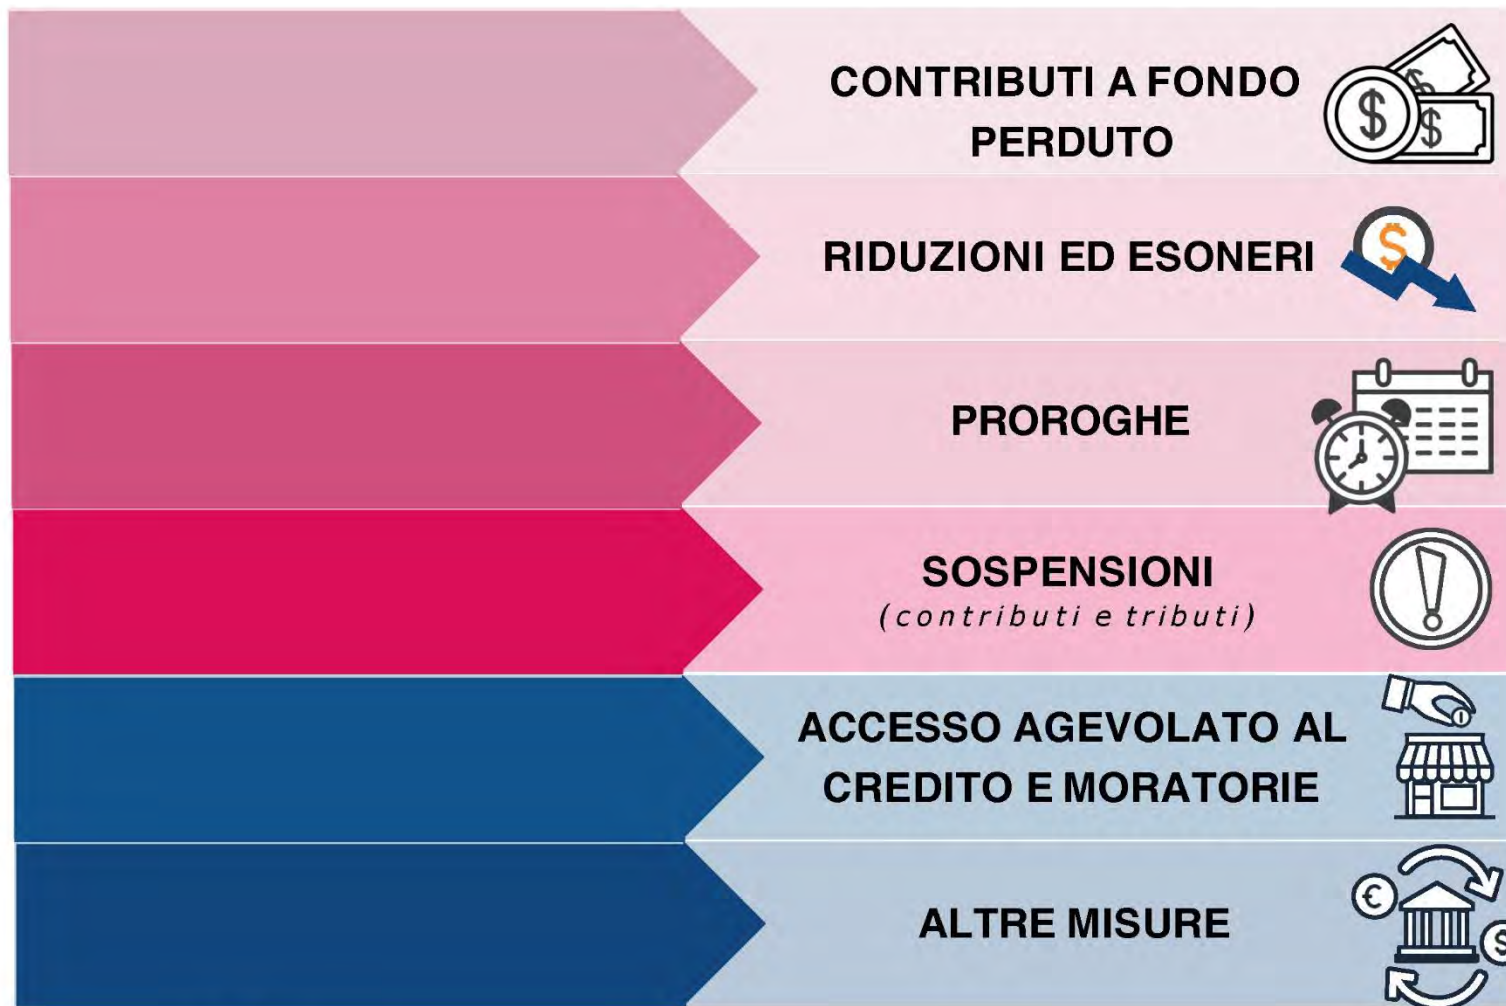 CONTRIBUTI A FONDO
PERDUTO
$
$
$
RIDUZIONI ED ESONERI
$
PROROGHE
SOSPENSIONI
(contributi e tributi)
ACCESSO AGEVOLATO AL
CREDITO E MORATORIE
ALTRE MISURE
€
$